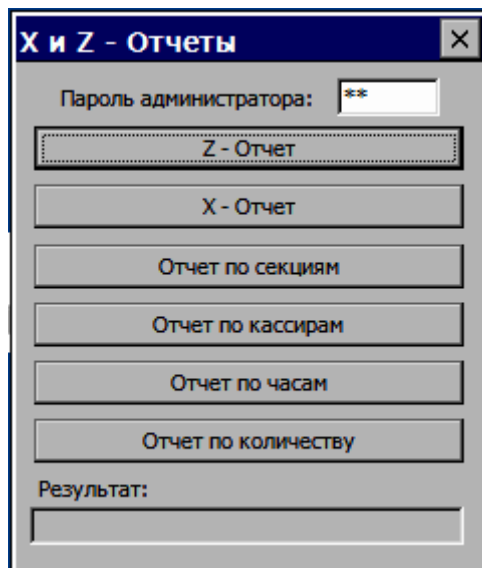 X и Z - Отчеты
Пароль администратора: **
Z - Отчет
X - Отчет
Отчет по секциям
Отчет по кассирам
Отчет по часам
Отчет по количеству
Результат: